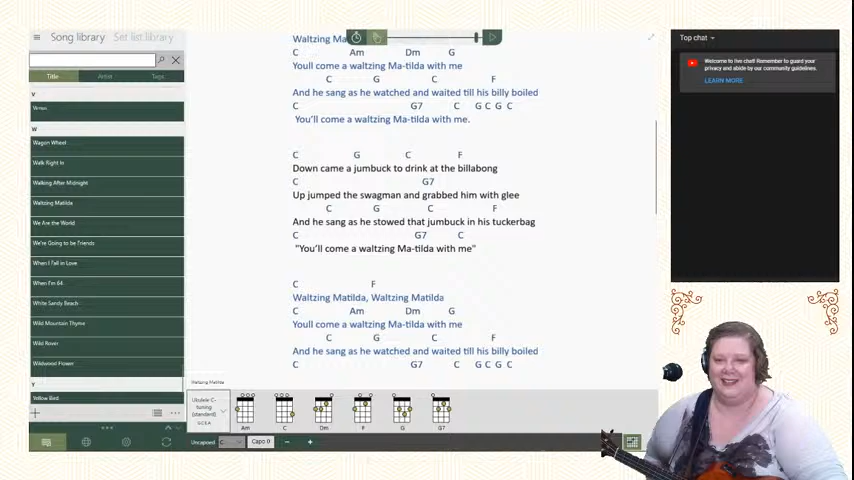 Song library Set list library
Title Artist Tags
V
W
Wagon Wheel
Walk Right In
Walking After Midnight
Waltzing Matilda
We Are the World
We're Going to be Friends
When I Fall in Love
When I'm 64
White Sandy Beach
Wild Mountain Thyme
Wild Rover
Wildwood Flower
Y
Yellow Bird
Waltzing Ma
C Am Dm G
Youll come a waltzing Ma-tilda with me
C G C F
And he sang as he watched and waited till his billy boiled
C G7 C G C G C
You'll come a waltzing Ma-tilda with me.
C G C F
Down came a jumbuck to drink at the billabong
C G7
Up jumped the swagman and grabbed him with glee
C G C F
And he sang as he stowed that jumbuck in his tuckerbag
C G7 C
"You'll come a waltzing Ma-tilda with me"
C F
Waltzing Matilda, Waltzing Matilda
C Am Dm G
Youll come a waltzing Ma-tilda with me
C G C F
And he sang as he watched and waited till his billy boiled
C G7 C G C G C
Waltzing Matilda
Ukulele C-
tuning
(standard)
G C E A
Am C Dm F G G7
Uncapoed C Capo 0
Top chat
Welcome to live chat! Remember to guard your
privacy and abide by our community guidelines.
LEARN MORE